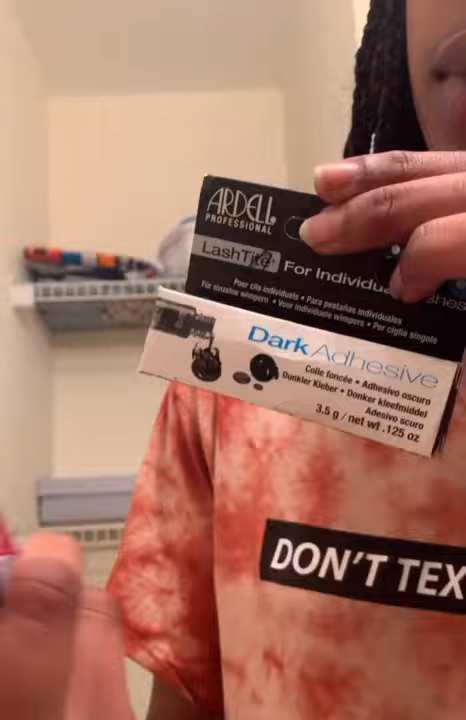 ARDELL
PROFESSIONAL
LashTite For Individual
Pour cils individuels • Para pestañas individuales
Für einzelne wimpern • Voor individuele wimpers • Per ciglia singole
Dark Adhesive
Colle foncée • Adhesivo oscuro
Dunkler Kleber • Donker kleefmiddel
Adesivo scuro
3.5 g / net wt .125 oz
DON'T TEX